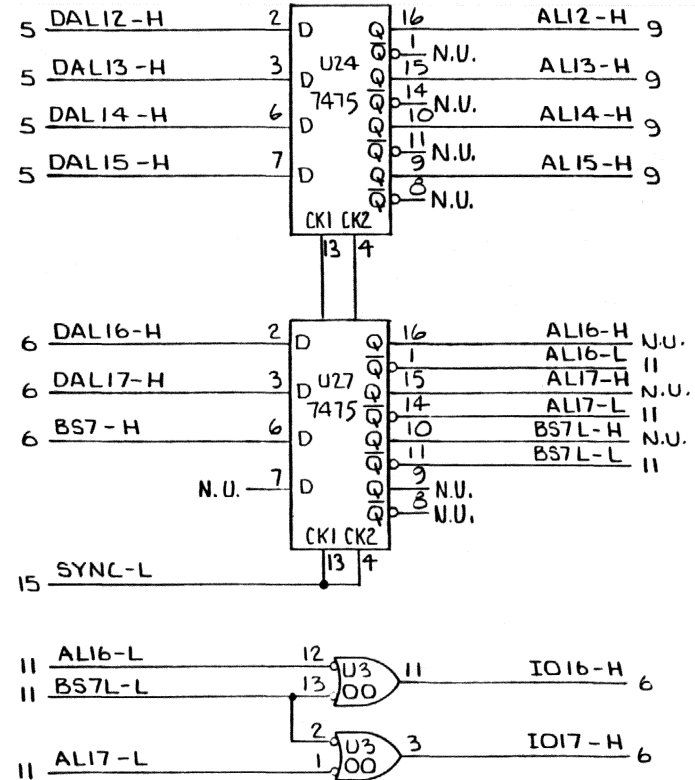 5 DAL12-H 2 D Q 16 AL12-H 9
Q 1 N.U.
5 DAL13-H 3 D U24 Q 15 AL13-H 9
7475 Q 14 N.U.
5 DAL14-H 6 D Q 10 AL14-H 9
Q 11 N.U.
5 DAL15-H 7 D Q 9 AL15-H 9
Q 8 N.U.
CK1 CK2
13 4
6 DAL16-H 2 D Q 16 AL16-H N.U.
Q 1 AL16-L 11
6 DAL17-H 3 D U27 Q 15 AL17-H N.U.
7475 Q 14 AL17-L 11
6 BS7-H 6 D Q 10 BS7L-H N.U.
Q 11 BS7L-L 11
N.U. 7 D Q 9 N.U.
Q 8 N.U.
CK1 CK2
13 4
15 SYNC-L
11 AL16-L 12 U3 11 IO16-H 6
11 BS7L-L 13 00
2 U3 3 IO17-H 6
11 AL17-L 1 00